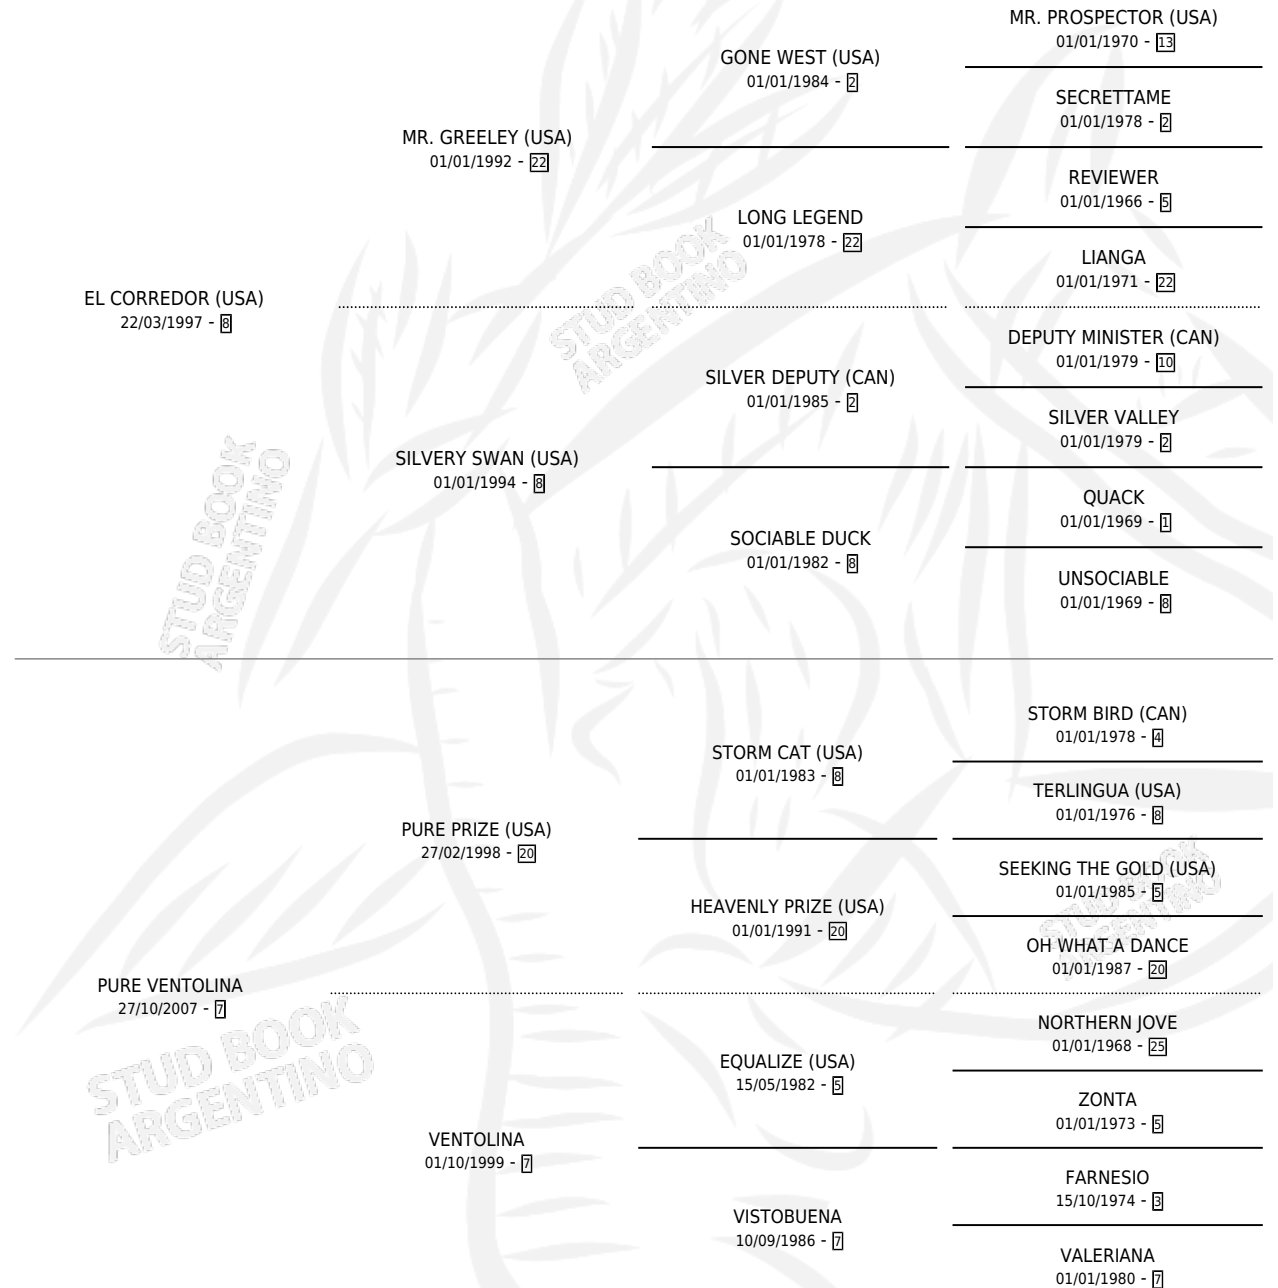 MR. PROSPECTOR (USA)
01/01/1970 - 13
GONE WEST (USA)
01/01/1984 - 2
SECRETTAME
01/01/1978 - 2
MR. GREELEY (USA)
01/01/1992 - 22
REVIEWER
01/01/1966 - 5
LONG LEGEND
01/01/1978 - 22
LIANGA
01/01/1971 - 22
EL CORREDOR (USA)
22/03/1997 - 8
DEPUTY MINISTER (CAN)
01/01/1979 - 10
SILVER DEPUTY (CAN)
01/01/1985 - 2
SILVER VALLEY
01/01/1979 - 2
SILVERY SWAN (USA)
01/01/1994 - 8
QUACK
01/01/1969 - 1
SOCIABLE DUCK
01/01/1982 - 8
UNSOCIABLE
01/01/1969 - 8
STUD BOOK
ARGENTINO
STUD BOOK
ARGENTINO
STORM BIRD (CAN)
01/01/1978 - 4
STORM CAT (USA)
01/01/1983 - 8
TERLINGUA (USA)
01/01/1976 - 8
PURE PRIZE (USA)
27/02/1998 - 20
SEEKING THE GOLD (USA)
01/01/1985 - 5
HEAVENLY PRIZE (USA)
01/01/1991 - 20
OH WHAT A DANCE
01/01/1987 - 20
STUD BOOK
ARGENTINO
PURE VENTOLINA
27/10/2007 - 7
NORTHERN JOVE
01/01/1968 - 25
EQUALIZE (USA)
15/05/1982 - 5
ZONTA
01/01/1973 - 5
STUD BOOK
ARGENTINO
VENTOLINA
01/10/1999 - 7
FARNESIO
15/10/1974 - 3
VISTOBUENA
10/09/1986 - 7
VALERIANA
01/01/1980 - 7